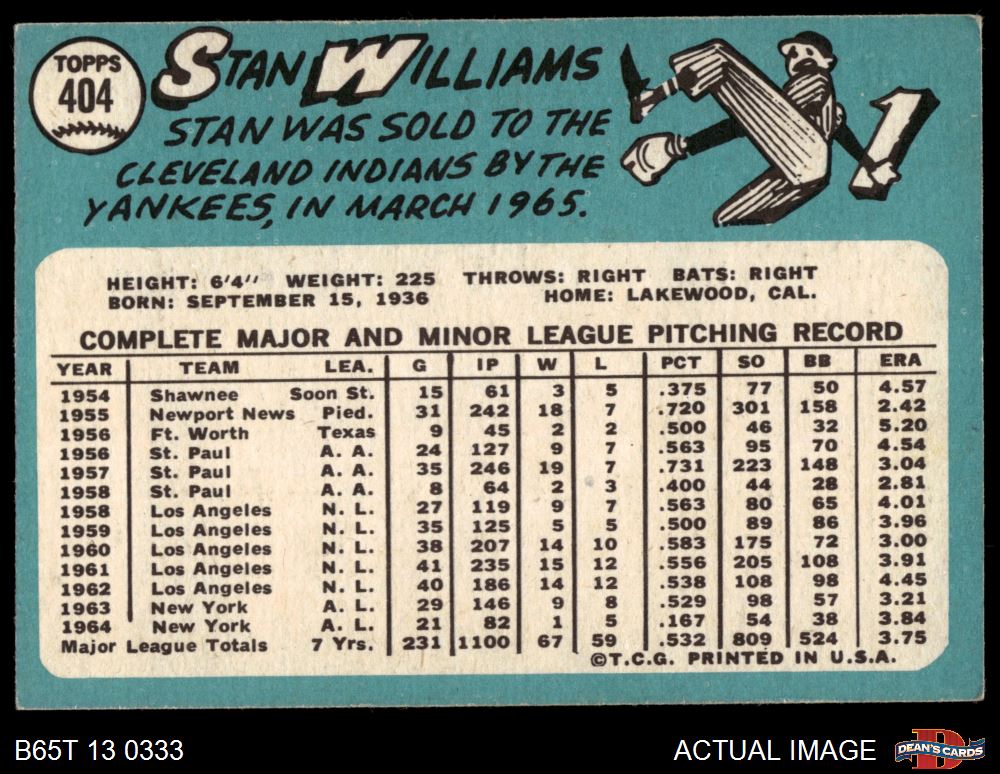 TOPPS
404
STAN WILLIAMS
STAN WAS SOLD TO THE
CLEVELAND INDIANS BY THE
YANKEES, IN MARCH 1965.
1
HEIGHT: 6'4" WEIGHT: 225 THROWS: RIGHT BATS: RIGHT
BORN: SEPTEMBER 15, 1936 HOME: LAKEWOOD, CAL.
COMPLETE MAJOR AND MINOR LEAGUE PITCHING RECORD
YEAR TEAM LEA. G IP W L PCT SO BB ERA
1954 Shawnee Soon St. 15 61 3 5 .375 77 50 4.57
1955 Newport News Pied. 31 242 18 7 .720 301 158 2.42
1956 Ft. Worth Texas 9 45 2 2 .500 46 32 5.20
1956 St. Paul A. A. 24 127 9 7 .563 95 70 4.54
1957 St. Paul A. A. 35 246 19 7 .731 223 148 3.04
1958 St. Paul A. A. 8 64 2 3 .400 44 28 2.81
1958 Los Angeles N. L. 27 119 9 7 .563 80 65 4.01
1959 Los Angeles N. L. 35 125 5 5 .500 89 86 3.96
1960 Los Angeles N. L. 38 207 14 10 .583 175 72 3.00
1961 Los Angeles N. L. 41 235 15 12 .556 205 108 3.91
1962 Los Angeles N. L. 40 186 14 12 .538 108 98 4.45
1963 New York A. L. 29 146 9 8 .529 98 57 3.21
1964 New York A. L. 21 82 1 5 .167 54 38 3.84
Major League Totals 7 Yrs. 231 1100 67 59 .532 809 524 3.75
©T.C.G. PRINTED IN U.S.A.
B65T 13 0333 ACTUAL IMAGE DEAN'S CARDS